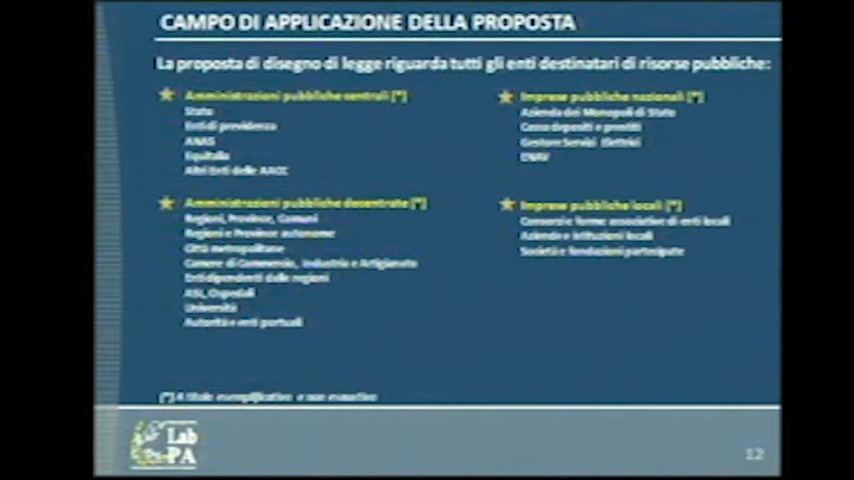 CAMPO DI APPLICAZIONE DELLA PROPOSTA
La proposta di disegno di legge riguarda tutti gli enti destinatari di risorse pubbliche:
Amministrazioni pubbliche centrali (*)
Stato
Enti di previdenza
ANAS
Equitalia
Altri Enti delle AACC
Amministrazioni pubbliche decentrate (*)
Regioni, Province, Comuni
Regioni e Province autonome
Città metropolitane
Camere di Commercio, Industria e Artigianato
Enti dipendenti dalle regioni
ASL, Ospedali
Università
Autorità e enti portuali
Imprese pubbliche nazionali (*)
Azienda dei Monopoli di Stato
Cassa depositi e prestiti
Gestore Servizi Elettrici
ENAV
Imprese pubbliche locali (*)
Consorzi e forme associative di enti locali
Aziende e istituzioni locali
Società e fondazioni partecipate
(*) A titolo esemplificativo e non esaustivo
Lab
PA
12